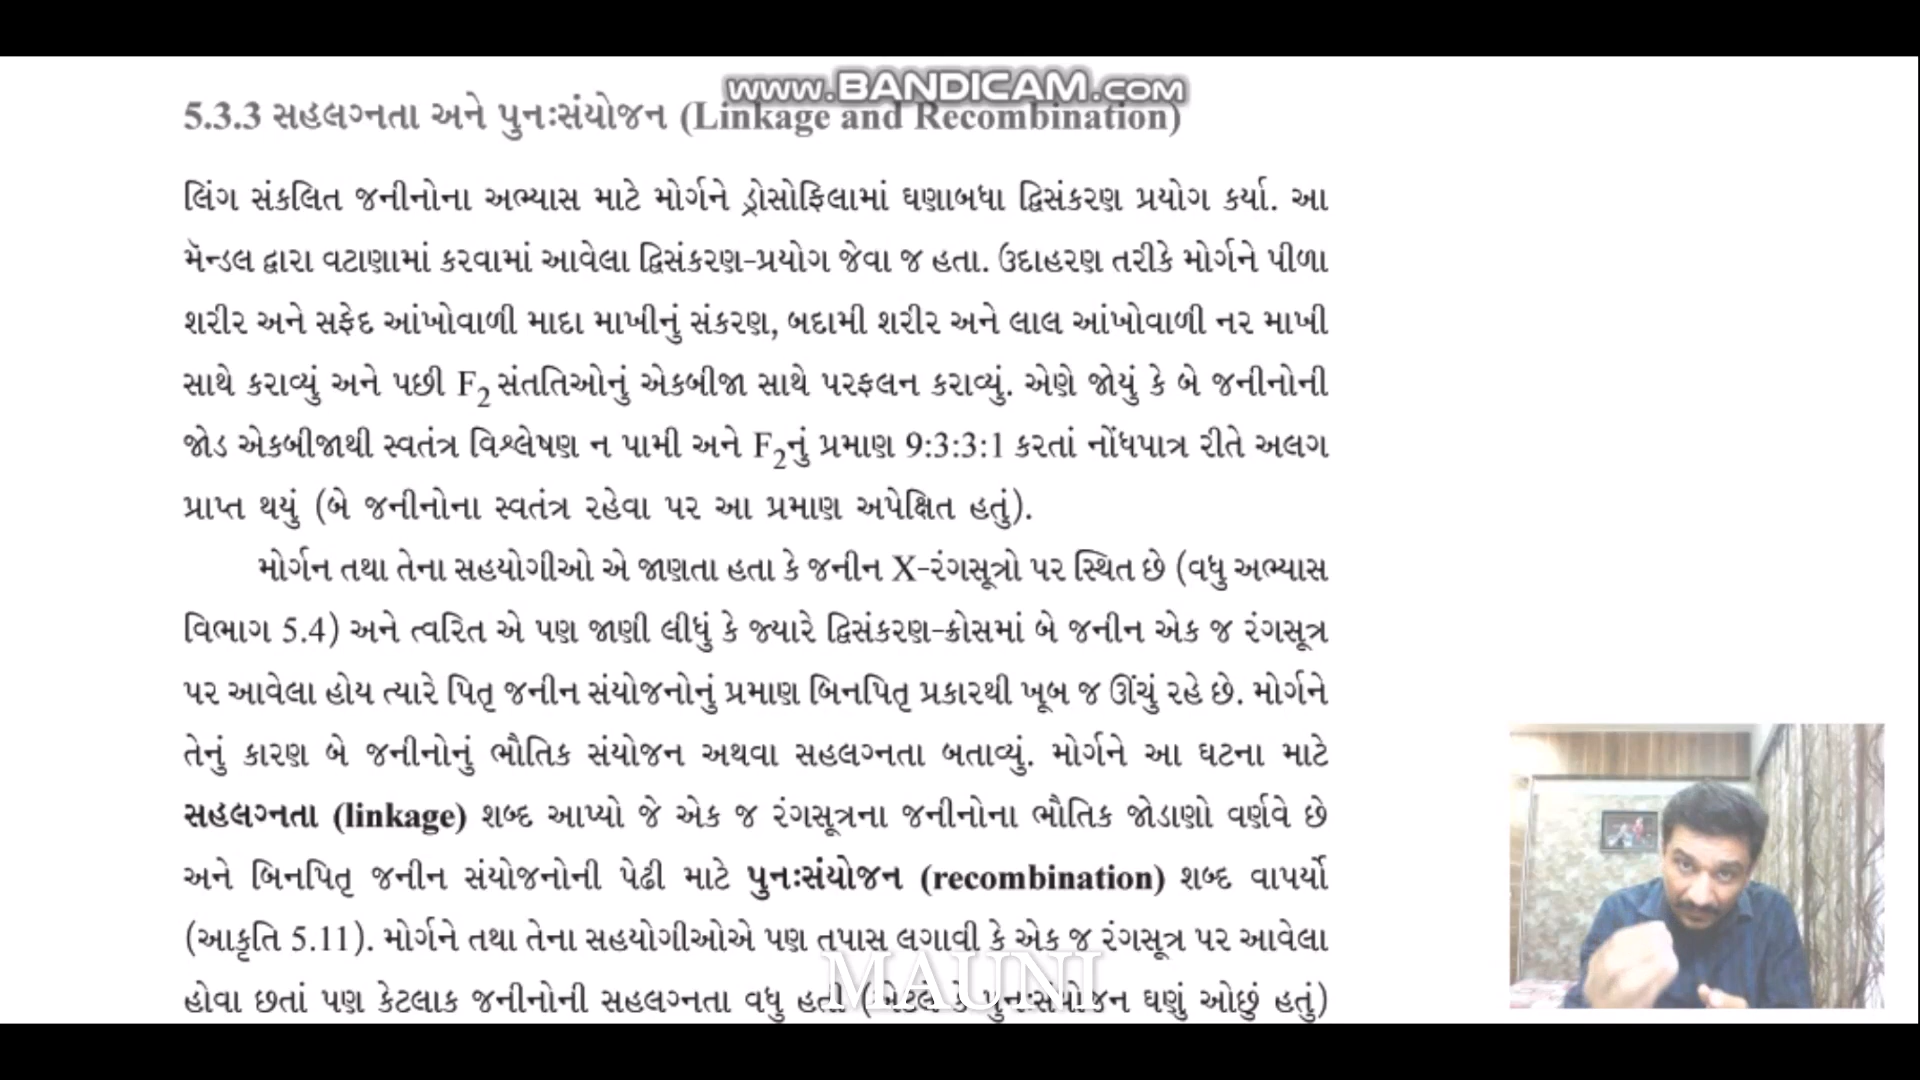 www.BANDICAM.com
5.3.3 સહલગ્નતા અને પુનઃસંયોજન (Linkage and Recombination)
લિંગ સંકલિત જનીનોના અભ્યાસ માટે મોર્ગને ડ્રોસોફિલામાં ઘણાબધા દ્વિસંકરણ પ્રયોગ કર્યા. આ
મૅન્ડલ દ્વારા વટાણામાં કરવામાં આવેલા દ્વિસંકરણ-પ્રયોગ જેવા જ હતા. ઉદાહરણ તરીકે મોર્ગને પીળા
શરીર અને સફેદ આંખોવાળી માદા માખીનું સંકરણ, બદામી શરીર અને લાલ આંખોવાળી નર માખી
સાથે કરાવ્યું અને પછી F2 સંતતિઓનું એકબીજા સાથે પરફલન કરાવ્યું. એણે જોયું કે બે જનીનોની
જોડ એકબીજાથી સ્વતંત્ર વિશ્લેષણ ન પામી અને F2નું પ્રમાણ 9:3:3:1 કરતાં નોંધપાત્ર રીતે અલગ
પ્રાપ્ત થયું (બે જનીનોના સ્વતંત્ર રહેવા પર આ પ્રમાણ અપેક્ષિત હતું).
મોર્ગન તથા તેના સહયોગીઓ એ જાણતા હતા કે જનીન X-રંગસૂત્રો પર સ્થિત છે (વધુ અભ્યાસ
વિભાગ 5.4) અને ત્વરિત એ પણ જાણી લીધું કે જ્યારે દ્વિસંકરણ-ક્રોસમાં બે જનીન એક જ રંગસૂત્ર
પર આવેલા હોય ત્યારે પિતૃ જનીન સંયોજનોનું પ્રમાણ બિનપિતૃ પ્રકારથી ખૂબ જ ઊંચું રહે છે. મોર્ગને
તેનું કારણ બે જનીનોનું ભૌતિક સંયોજન અથવા સહલગ્નતા બતાવ્યું. મોર્ગને આ ઘટના માટે
સહલગ્નતા (linkage) શબ્દ આપ્યો જે એક જ રંગસૂત્રના જનીનોના ભૌતિક જોડાણો વર્ણવે છે
અને બિનપિતૃ જનીન સંયોજનોની પેઢી માટે પુનઃસંયોજન (recombination) શબ્દ વાપર્યો
(આકૃતિ 5.11). મોર્ગને તથા તેના સહયોગીઓએ પણ તપાસ લગાવી કે એક જ રંગસૂત્ર પર આવેલા
હોવા છતાં પણ કેટલાક જનીનોની સહલગ્નતા વધુ હતી (એટલે કે પુનઃસંયોજન ઘણું ઓછું હતું)
MAUNI